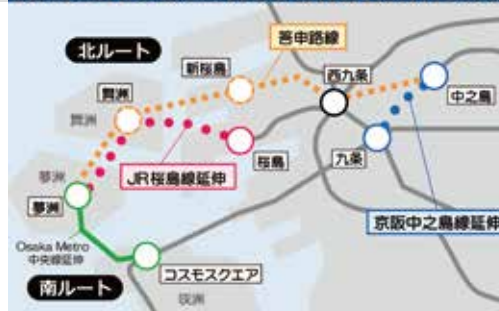 北ルート
答申路線
新桜島
西九条
中之島
舞洲
舞洲
桜島
九条
JR桜島線延伸
夢洲
夢洲
京阪中之島線延伸
Osaka Metro
中央線延伸
コスモスクエア
南ルート
咲洲